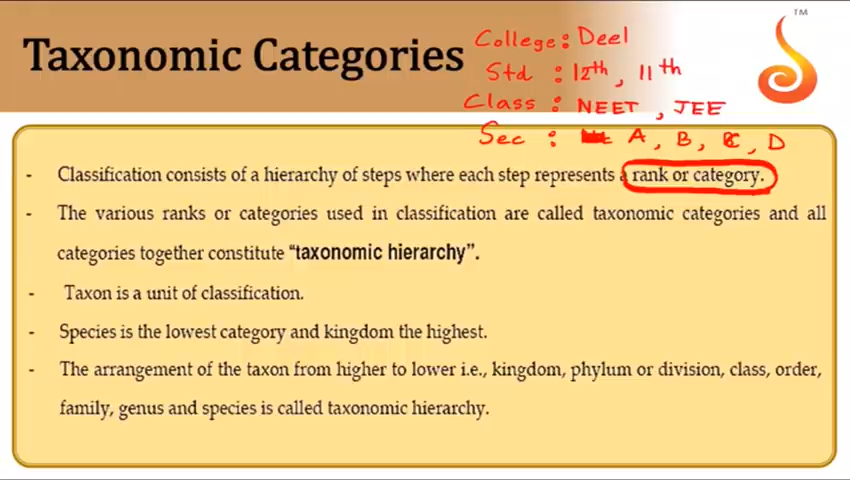 Taxonomic Categories
TM
College : Deel
Std : 12th , 11th
Class : NEET , JEE
Sec : A , B , C , D
- Classification consists of a hierarchy of steps where each step represents a rank or category.
- The various ranks or categories used in classification are called taxonomic categories and all
categories together constitute “taxonomic hierarchy”.
- Taxon is a unit of classification.
- Species is the lowest category and kingdom the highest.
- The arrangement of the taxon from higher to lower i.e., kingdom, phylum or division, class, order,
family, genus and species is called taxonomic hierarchy.